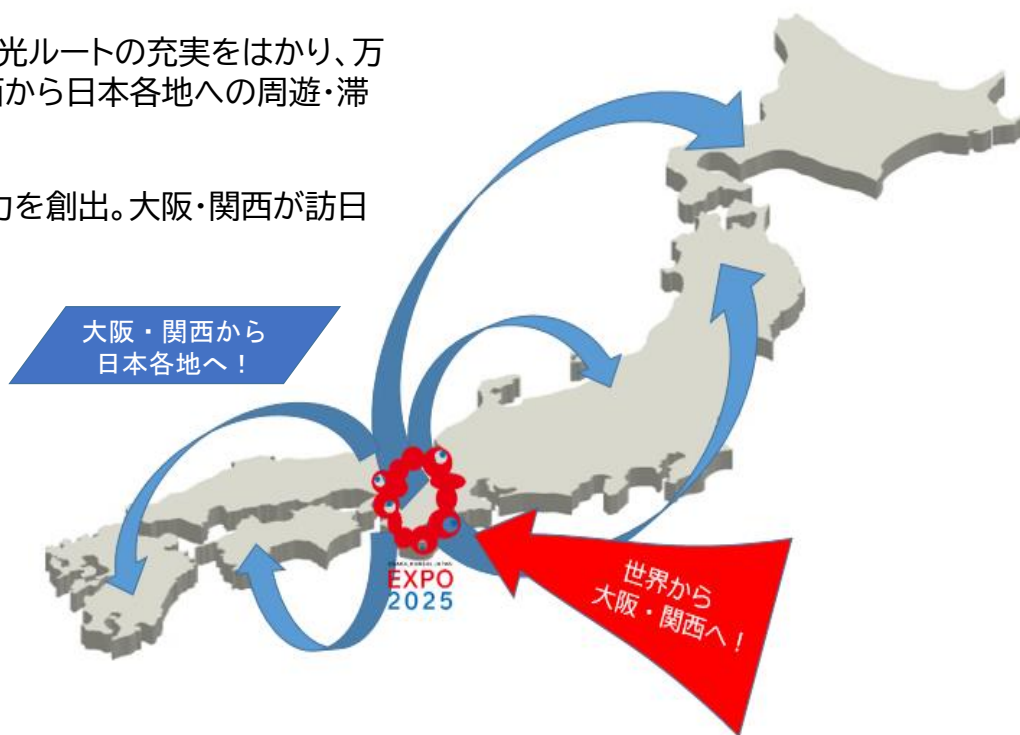 光ルートの充実をはかり、万
西から日本各地への周遊・滞
力を創出。大阪・関西が訪日
大阪・関西から
日本各地へ！
OSAKA, KANSAI, JAPAN
EXPO
2025
世界から
大阪・関西へ！